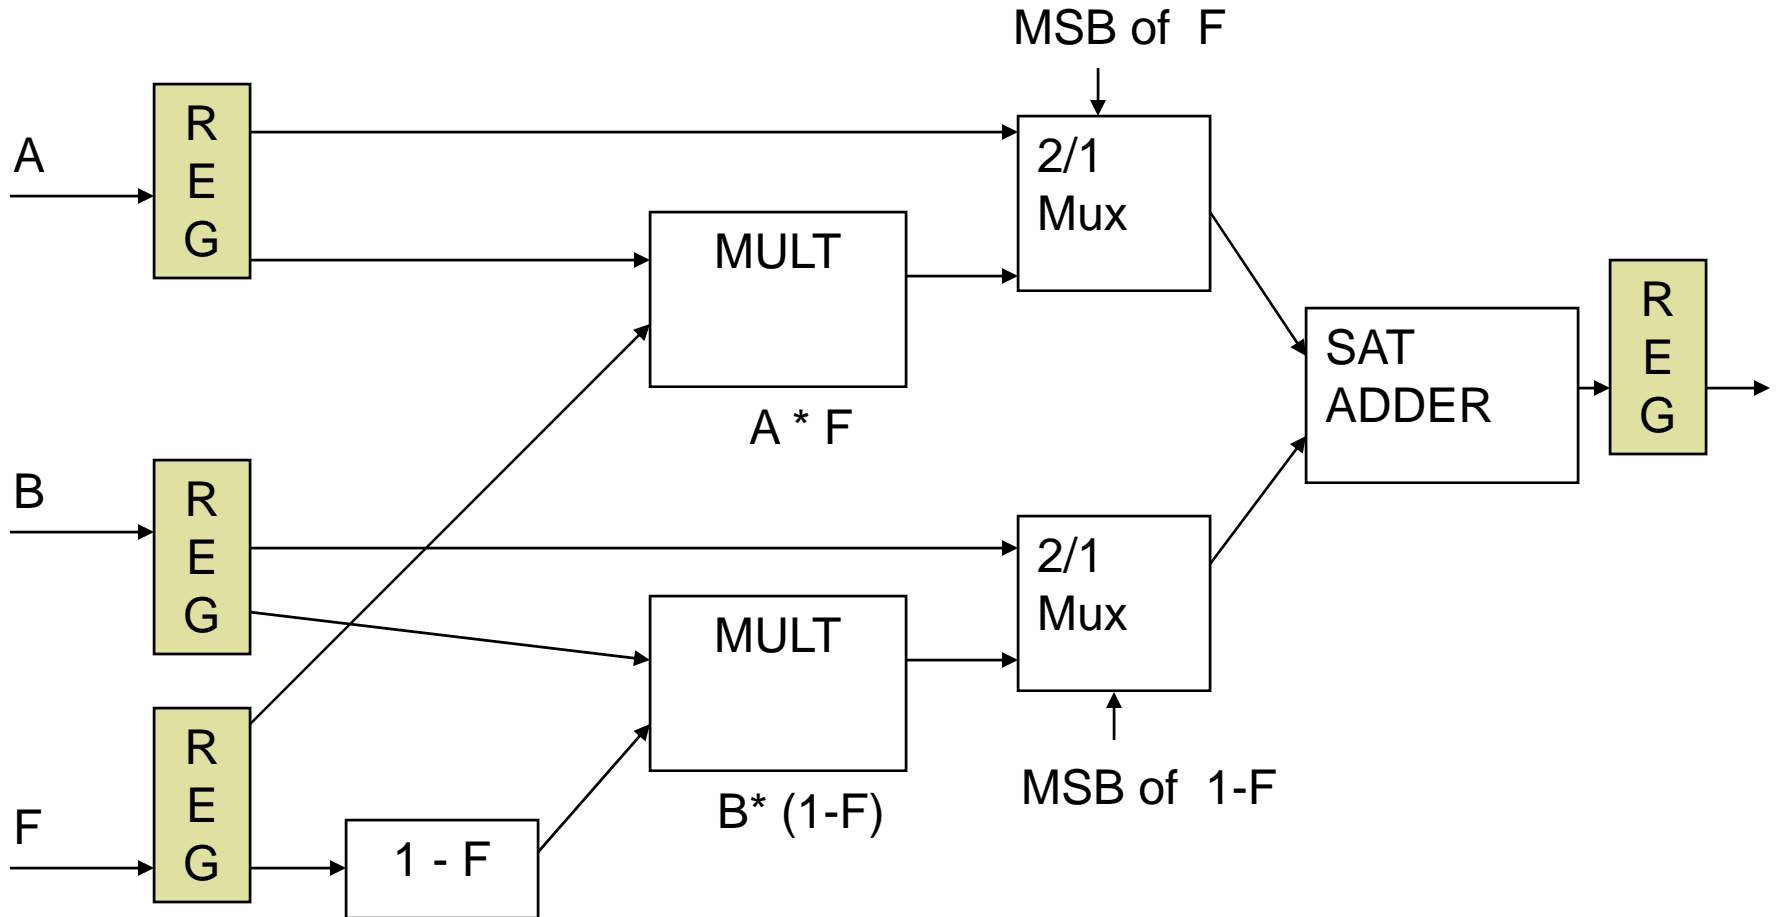 MSB of F
R
E
G
A
2/1
Mux
MULT
A * F
SAT
ADDER
R
E
G
B
R
E
G
2/1
Mux
MULT
B* (1-F)
MSB of 1-F
F
R
E
G
1 - F